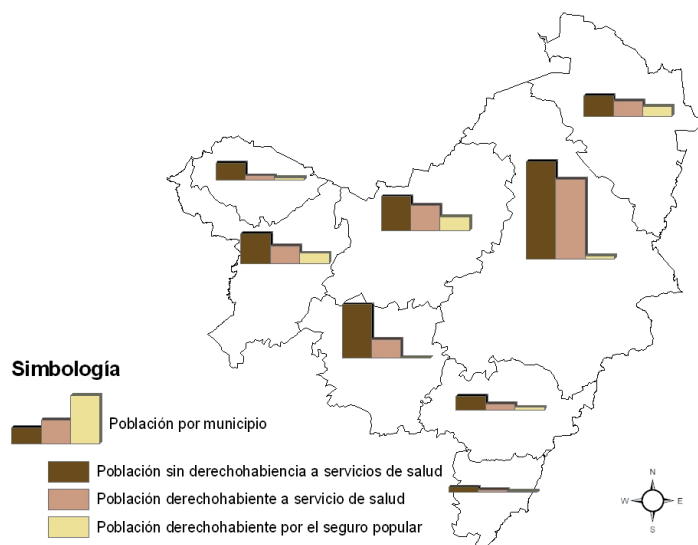 Simbología
Población por municipio
Población sin derechohabiencia a servicios de salud
Población derechohabiente a servicio de salud
Población derechohabiente por el seguro popular
N
W E
S